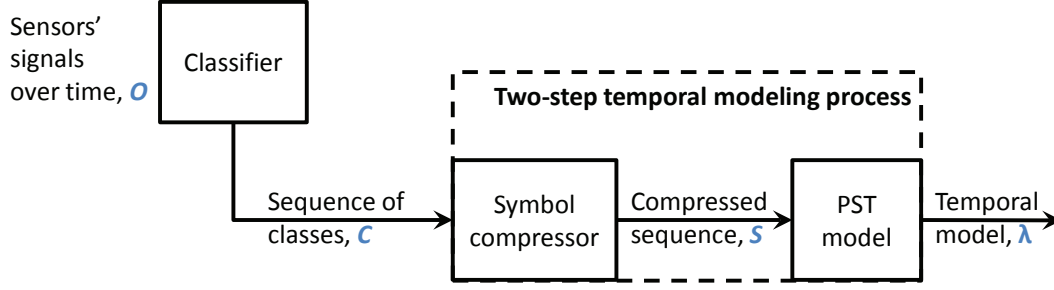 Sensors’
signals
over time, O
Classifier
Two-step temporal modeling process
Sequence of
classes, C
Symbol
compressor
Compressed
sequence, S
PST
model
Temporal
model, λ